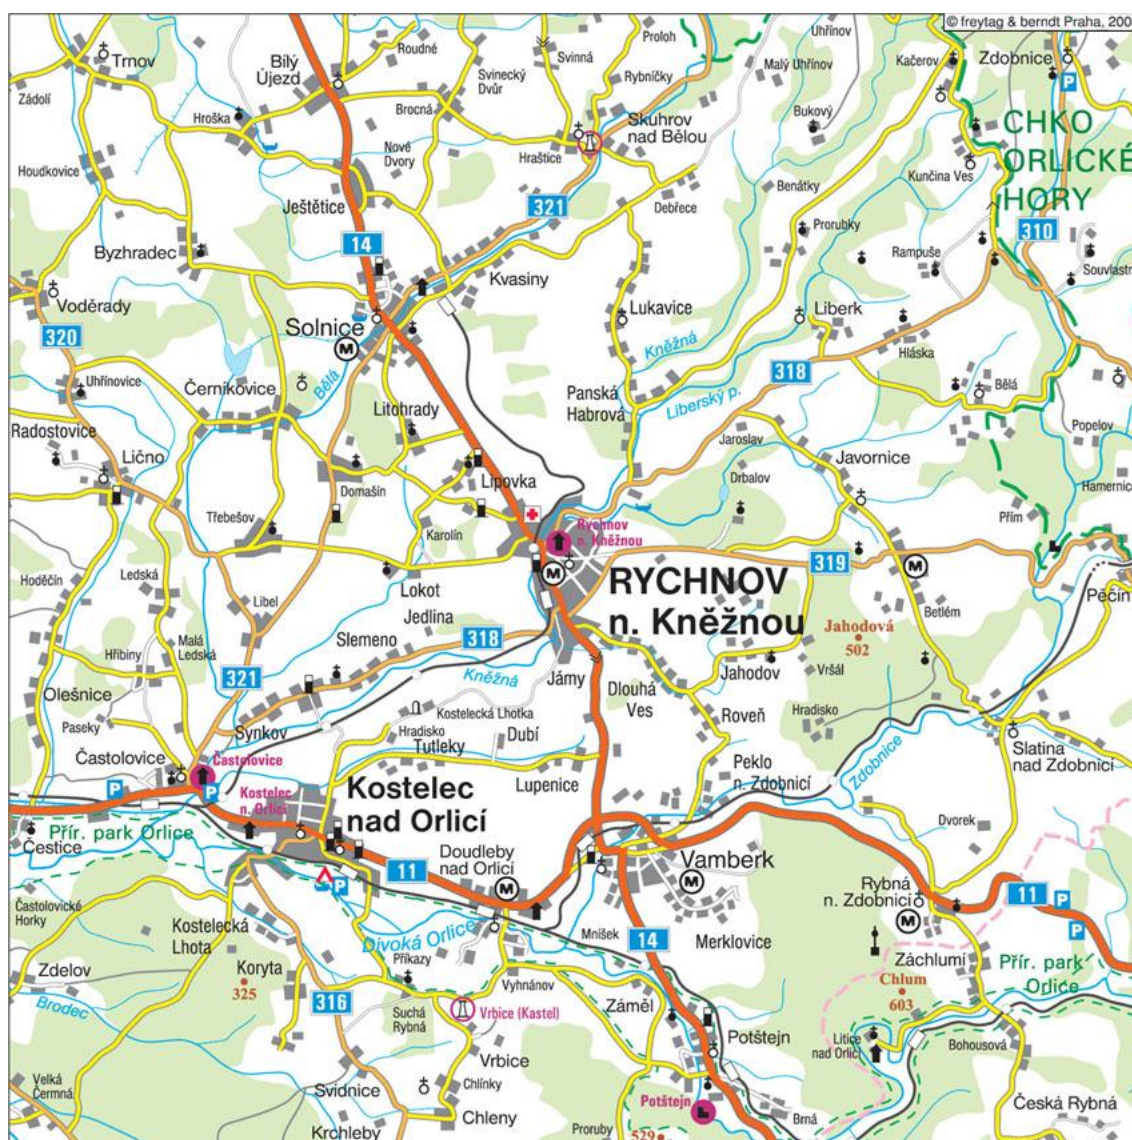 © freytag & berndt Praha, 200
Trnov
Zádolí
Bílý
Újezd
Roudné
Svinná
Proloh
Uhřínov
Kačerov
Zdobnice
P
Hroška
Brocná
Svinecký
Dvůr
Rybníčky
Malý Uhřínov
Bukový
Skuhrov
nad Bělou
CHKO
ORLICKÉ
HORY
Houdkovice
Nové
Dvory
Hraštice
Kunčina Ves
Ještětice
321
Debřece
Benátky
Prorubky
310
Byzhradec
14
Rampuše
Souvlastn
Kvasiny
Voděrady
Lukavice
Liberk
320
Solnice
M
Kněžná
Hláska
318
Uhřínovice
Černíkovice
Bělá
Panská
Habrová
Liberský p.
Bělá
Litohrady
Popelov
Radostovice
Jaroslav
Lično
Javornice
Lipovka
Drbalov
Hamernice
Domašín
Třebešov
Karolín
Rychnov
n. Kněžnou
Přím
M
319
M
Hoděčín
Ledská
Lokot
RYCHNOV
n. Kněžnou
Pěčín
Libel
Jedlina
Betlém
Slemeno
318
Jahodová
502
Malá
Ledská
Hřibiny
Kněžná
Jámy
Jahodov
Vršál
321
Olešnice
Dlouhá
Ves
Kostelecká Lhotka
Roveň
Hradisko
Paseky
Synkov
Hradisko
Dubí
Tutleky
Slatina
nad Zdobnicí
Častolovice
Častolovice
Lupenice
Peklo
n. Zdobnicí
Zdobnice
P
P
Kostelec
n. Orlicí
Kostelec
nad Orlicí
Dvorek
Přír. park Orlice
Čestice
Doudleby
nad Orlicí
M
11
Vamberk
M
Rybná
n. Zdobnicí
M
11
P
P
P
Častolovické
Horky
Kostelecká
Lhota
Divoká Orlice
Mnišek
14
Merklovice
Záchlumí
Přír. park
Orlice
Zdelov
Koryta
325
Příkazy
Vyhnánov
Chlum
603
Brodec
316
Suchá
Rybná
Vrbice (Kastel)
Záměl
Potštejn
Litice
nad Orlicí
Bohousová
Vrbice
Velká
Čermná
Svídnice
Chlínky
Potštejn
Chleny
Brná
Česká Rybná
Krchleby
Proruby
529